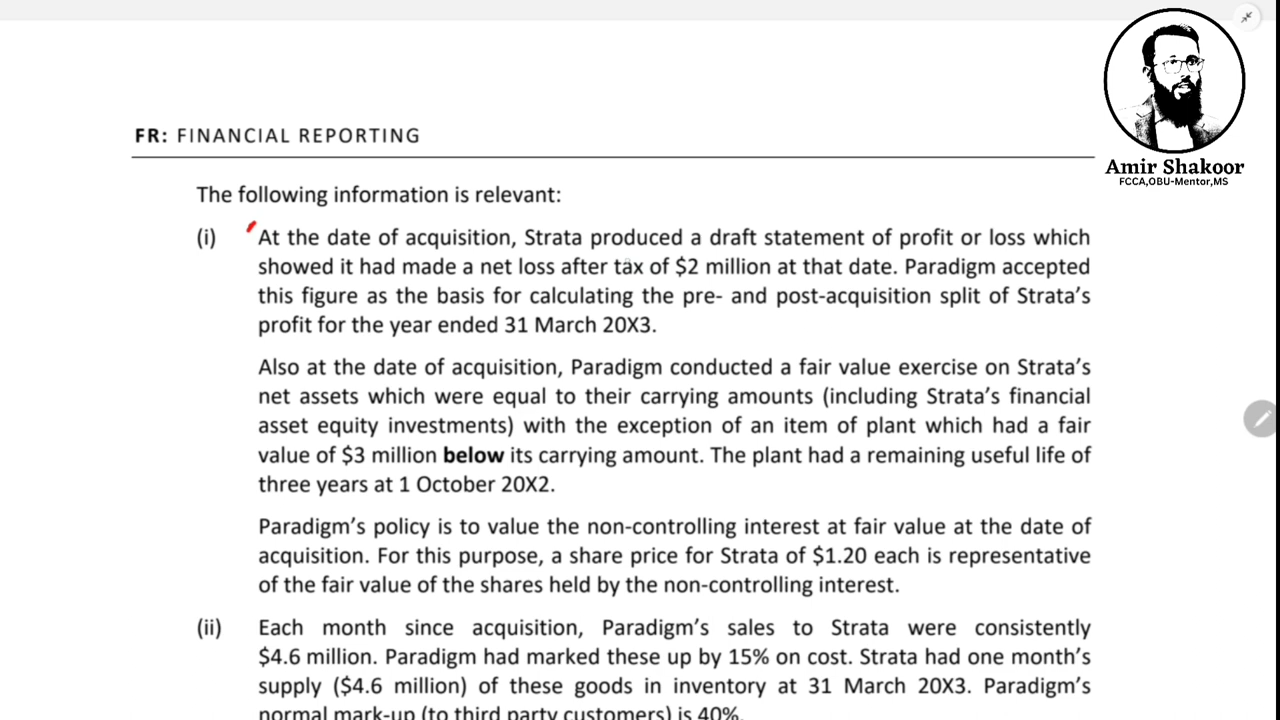 Amir Shakoor
FCCA,OBU-Mentor,MS
FR: FINANCIAL REPORTING
The following information is relevant:
(i) At the date of acquisition, Strata produced a draft statement of profit or loss which
showed it had made a net loss after tax of $2 million at that date. Paradigm accepted
this figure as the basis for calculating the pre- and post-acquisition split of Strata’s
profit for the year ended 31 March 20X3.
Also at the date of acquisition, Paradigm conducted a fair value exercise on Strata’s
net assets which were equal to their carrying amounts (including Strata’s financial
asset equity investments) with the exception of an item of plant which had a fair
value of $3 million below its carrying amount. The plant had a remaining useful life of
three years at 1 October 20X2.
Paradigm’s policy is to value the non-controlling interest at fair value at the date of
acquisition. For this purpose, a share price for Strata of $1.20 each is representative
of the fair value of the shares held by the non-controlling interest.
(ii) Each month since acquisition, Paradigm’s sales to Strata were consistently
$4.6 million. Paradigm had marked these up by 15% on cost. Strata had one month’s
supply ($4.6 million) of these goods in inventory at 31 March 20X3. Paradigm’s
normal mark-up (to third party customers) is 40%.